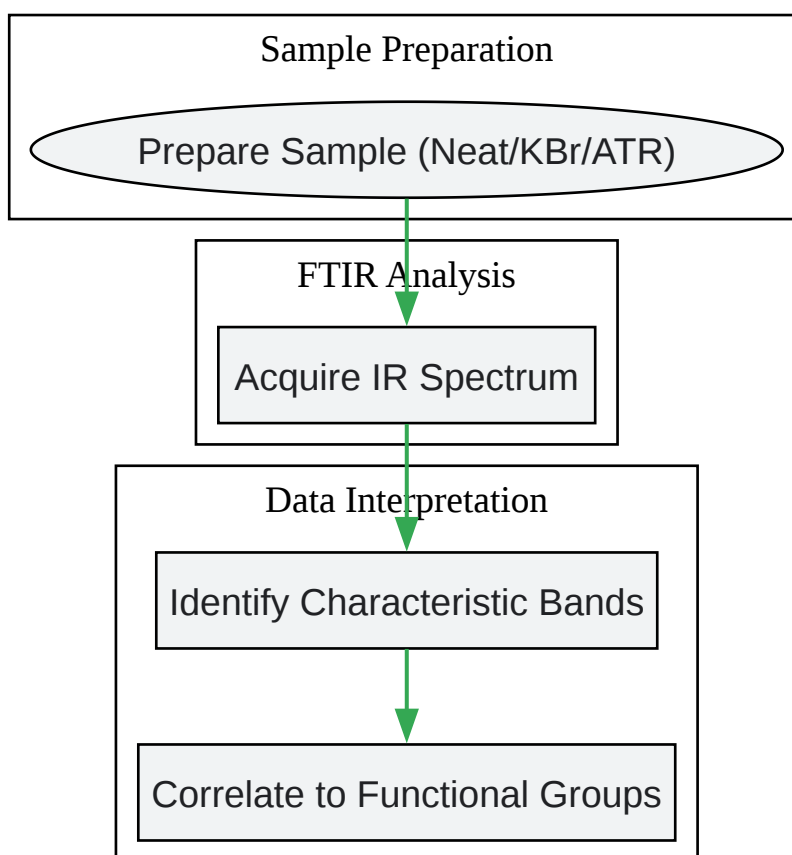 Sample Preparation
Prepare Sample (Neat/KBr/ATR)
FTIR Analysis
Acquire IR Spectrum
Data Interpretation
Identify Characteristic Bands
Correlate to Functional Groups